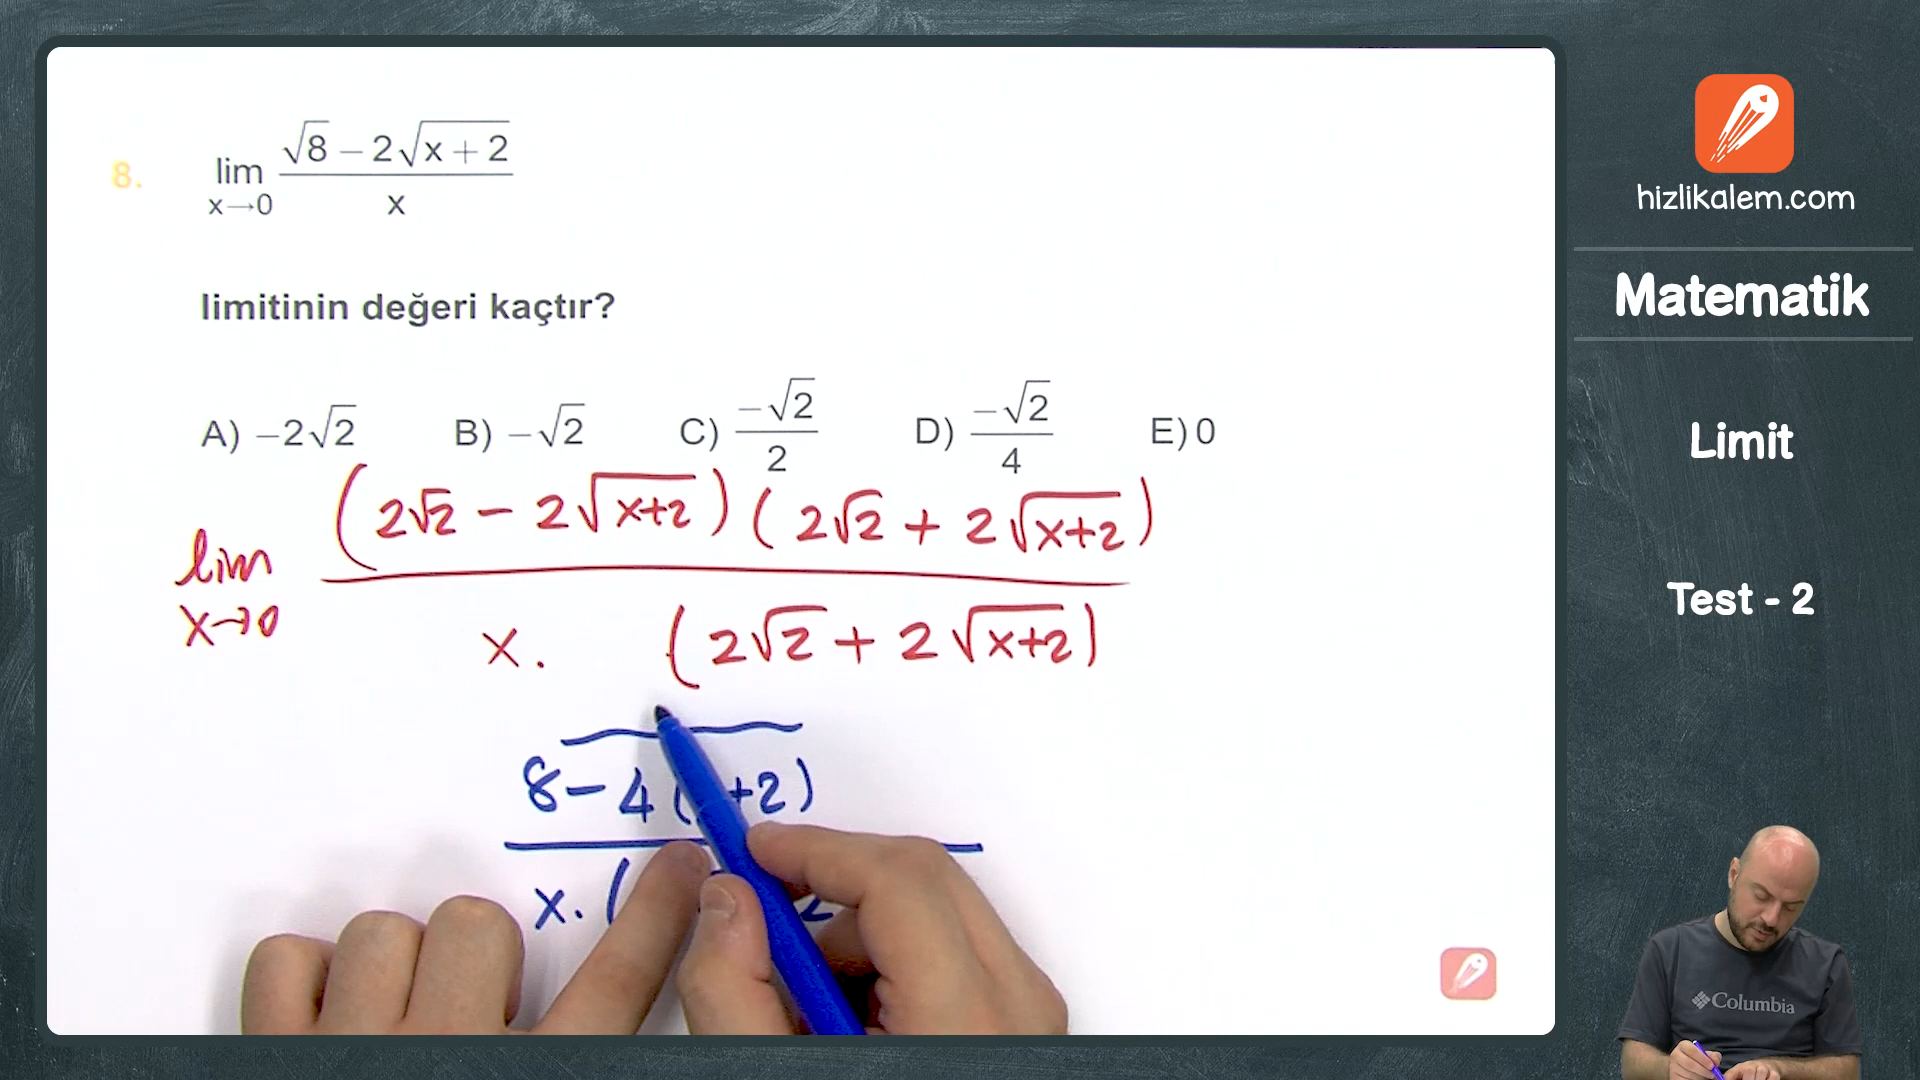 8. lim x→0 √8 – 2√x + 2 / x
limitinin değeri kaçtır?
A) –2√2 B) –√2 C) –√2/2 D) –√2/4 E) 0
lim x→0 (2√2 – 2√x+2) (2√2 + 2√x+2)
x. (2√2 + 2√x+2)
8 – 4( +2)
x. (
hizlikalem.com
Matematik
Limit
Test - 2
Columbia